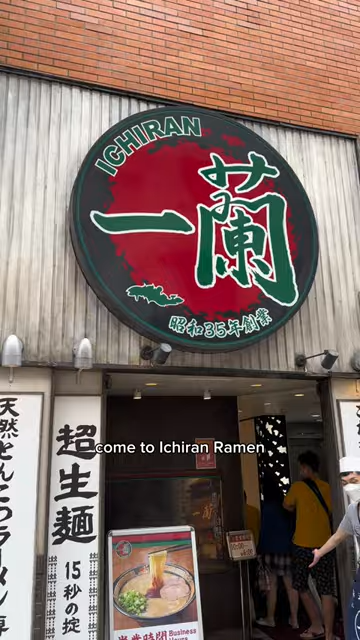 ICHIRAN
一蘭
昭和35年創業
come to Ichiran Ramen
天然とんこつラーメン専
超生麺
15秒の掟
営業時間 Business Hours